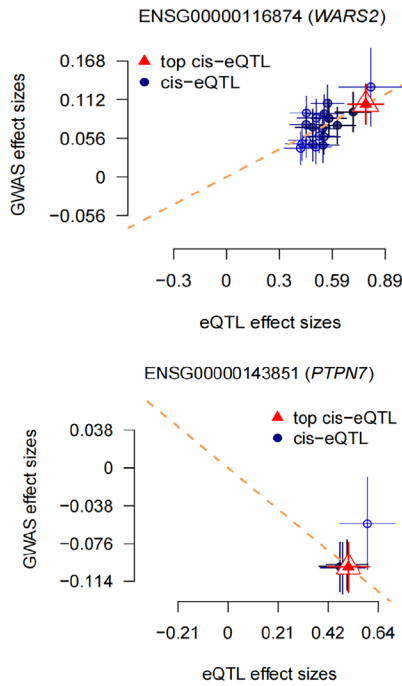 ENSG00000116874 (WARS2)
0.168
0.112
0.056
0
−0.056
GWAS effect sizes
top cis−eQTL
cis−eQTL
−0.3 0 0.3 0.59 0.89
eQTL effect sizes
ENSG00000143851 (PTPN7)
0.038
0.000
−0.038
−0.076
−0.114
GWAS effect sizes
top cis−eQTL
cis−eQTL
−0.21 0 0.21 0.42 0.64
eQTL effect sizes